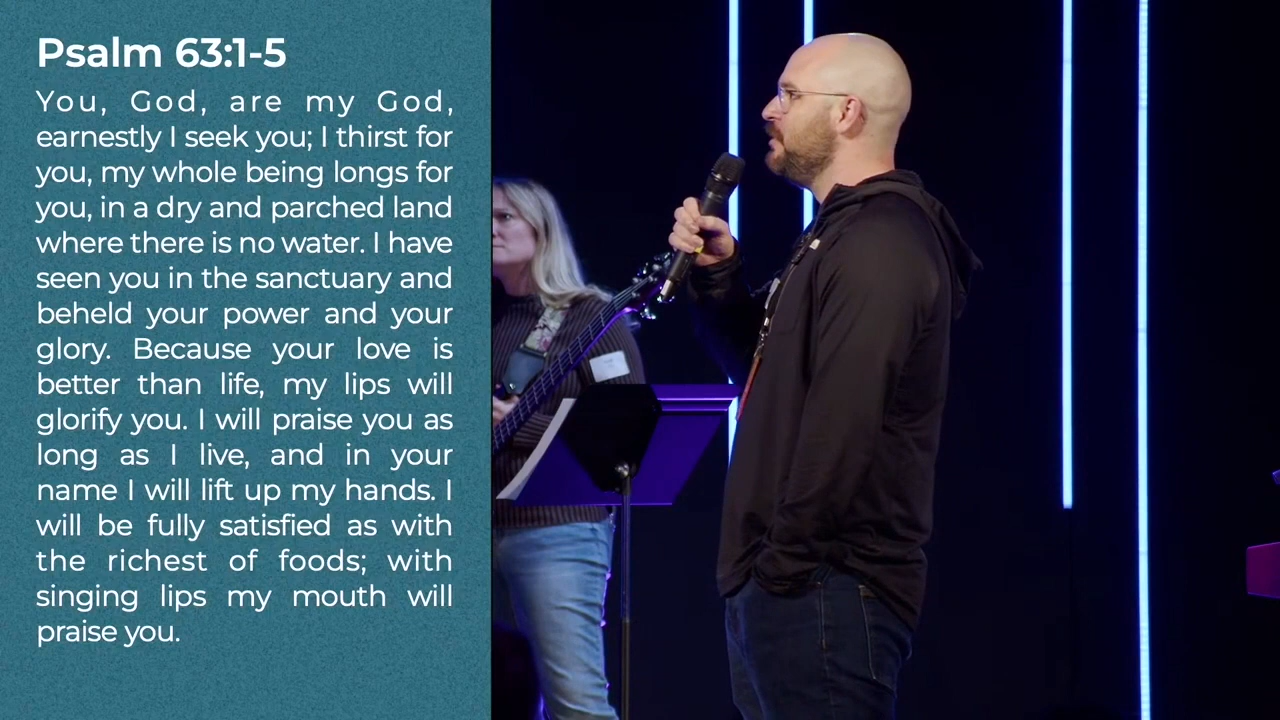 Psalm 63:1-5
You, God, are my God,
earnestly I seek you; I thirst for
you, my whole being longs for
you, in a dry and parched land
where there is no water. I have
seen you in the sanctuary and
beheld your power and your
glory. Because your love is
better than life, my lips will
glorify you. I will praise you as
long as I live, and in your
name I will lift up my hands. I
will be fully satisfied as with
the richest of foods; with
singing lips my mouth will
praise you.